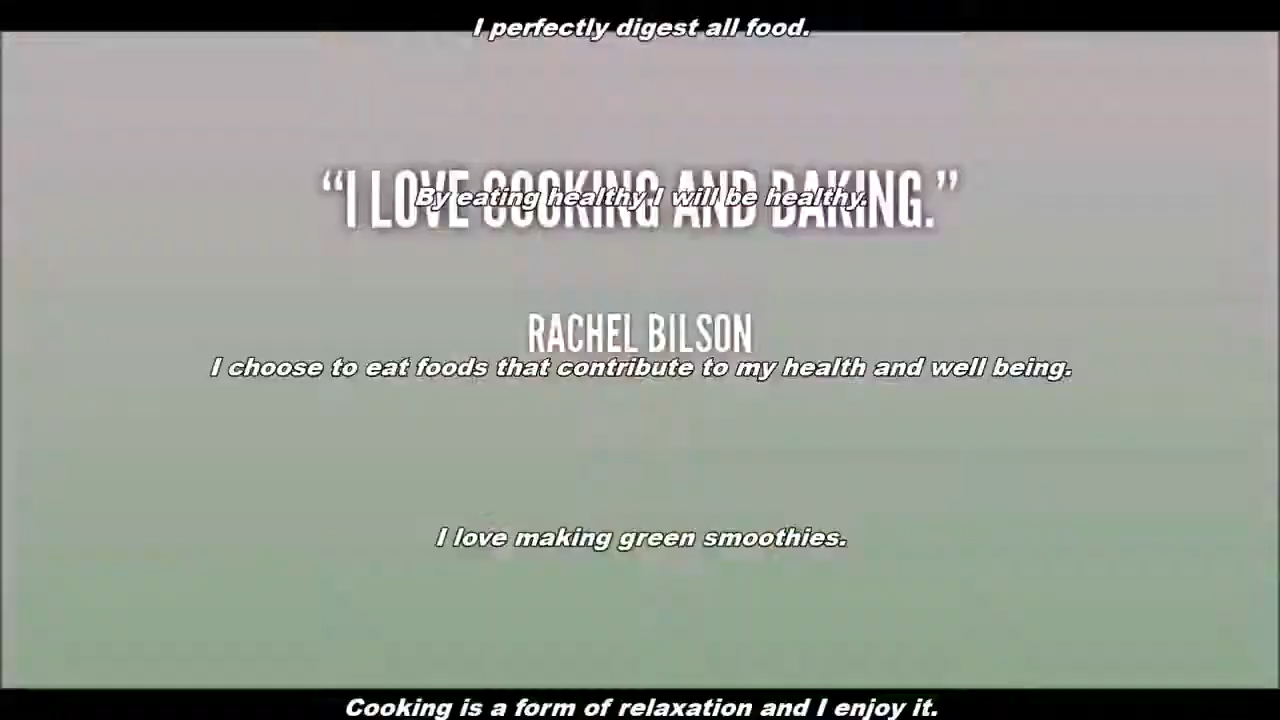 I perfectly digest all food.
“I LOVE COOKING AND BAKING.”
By eating healthy I will be healthy.
RACHEL BILSON
I choose to eat foods that contribute to my health and well being.
I love making green smoothies.
Cooking is a form of relaxation and I enjoy it.